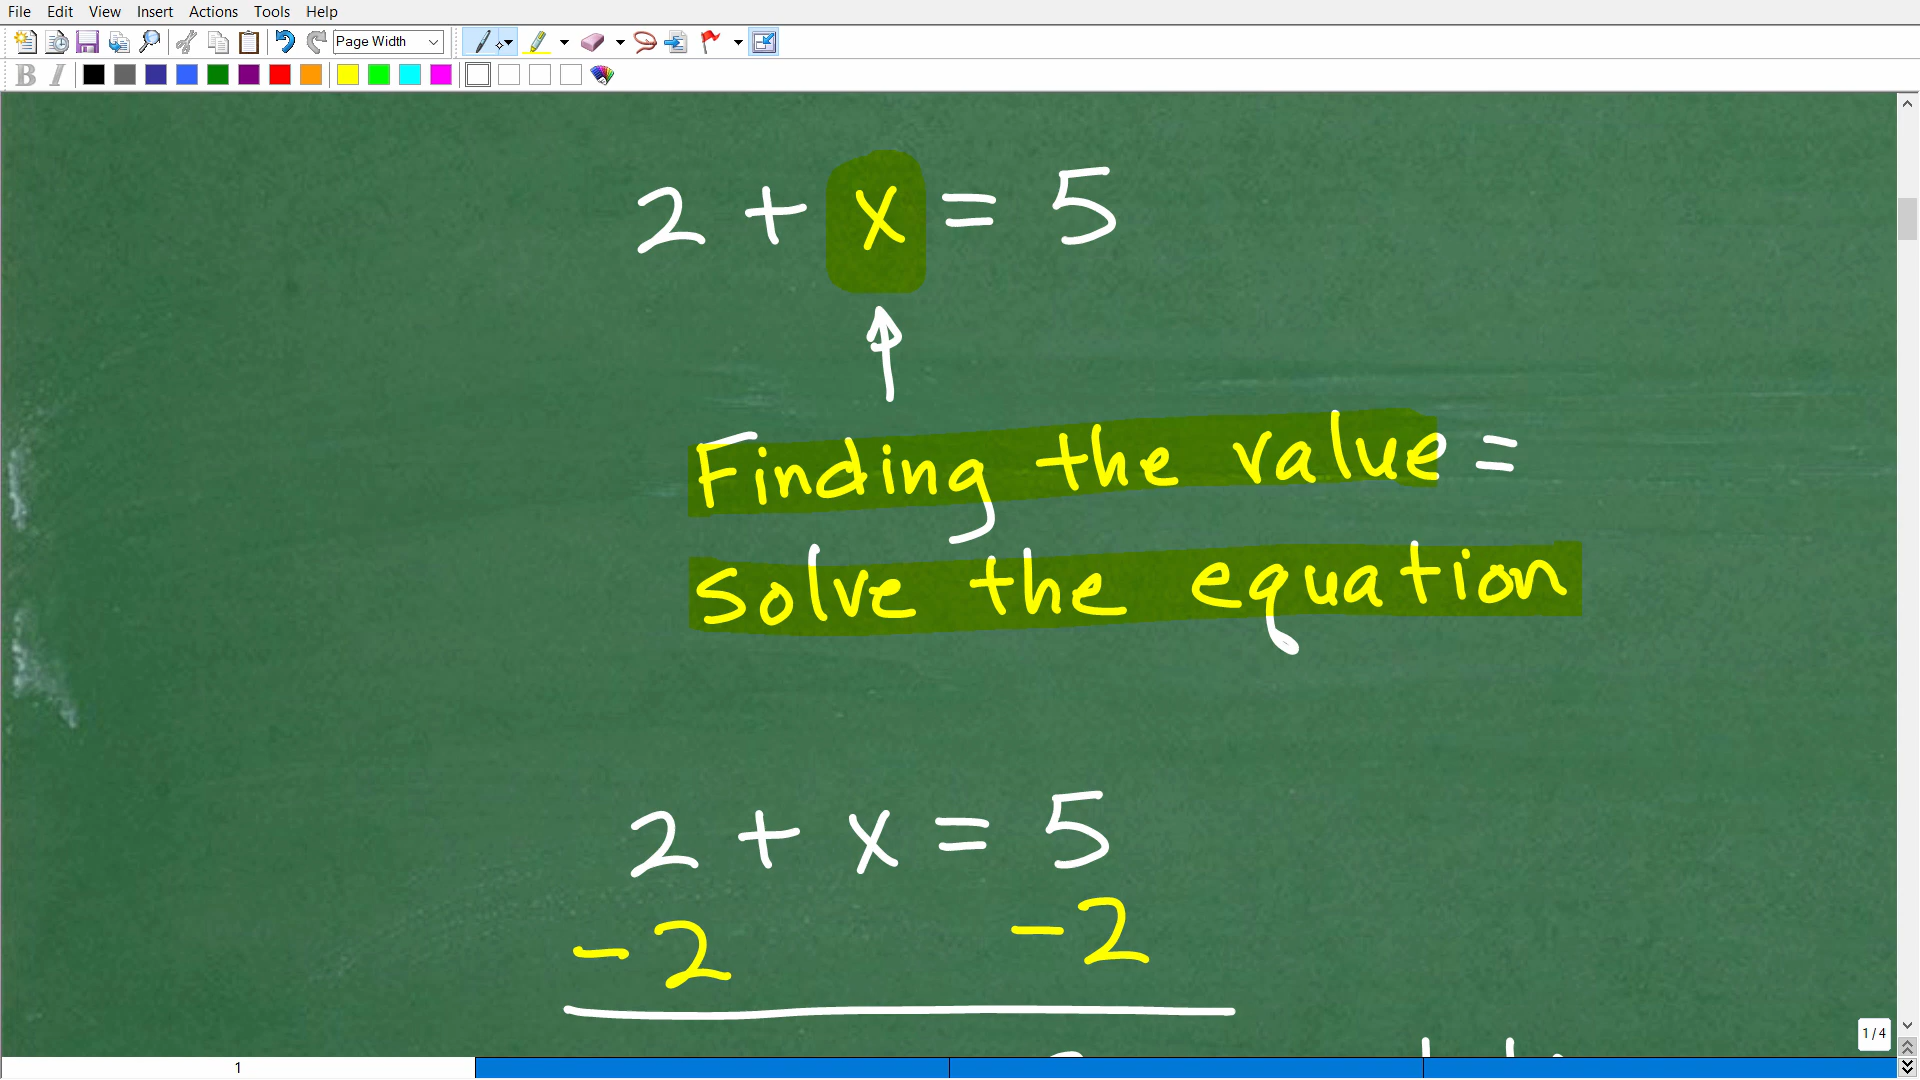 File Edit View Insert Actions Tools Help
Page Width
B I
2 + x = 5
Finding the value =
solve the equation
2 + x = 5
-2 -2
1 / 4
1